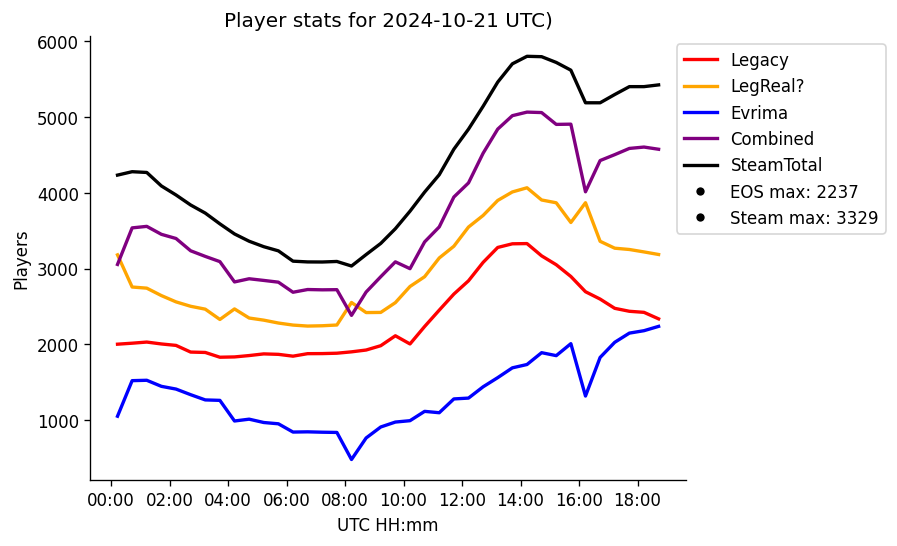 Player stats for 2024-10-21 UTC)
6000
5000
4000
3000
2000
1000
Players
00:00 02:00 04:00 06:00 08:00 10:00 12:00 14:00 16:00 18:00
UTC HH:mm
Legacy
LegReal?
Evrima
Combined
SteamTotal
EOS max: 2237
Steam max: 3329